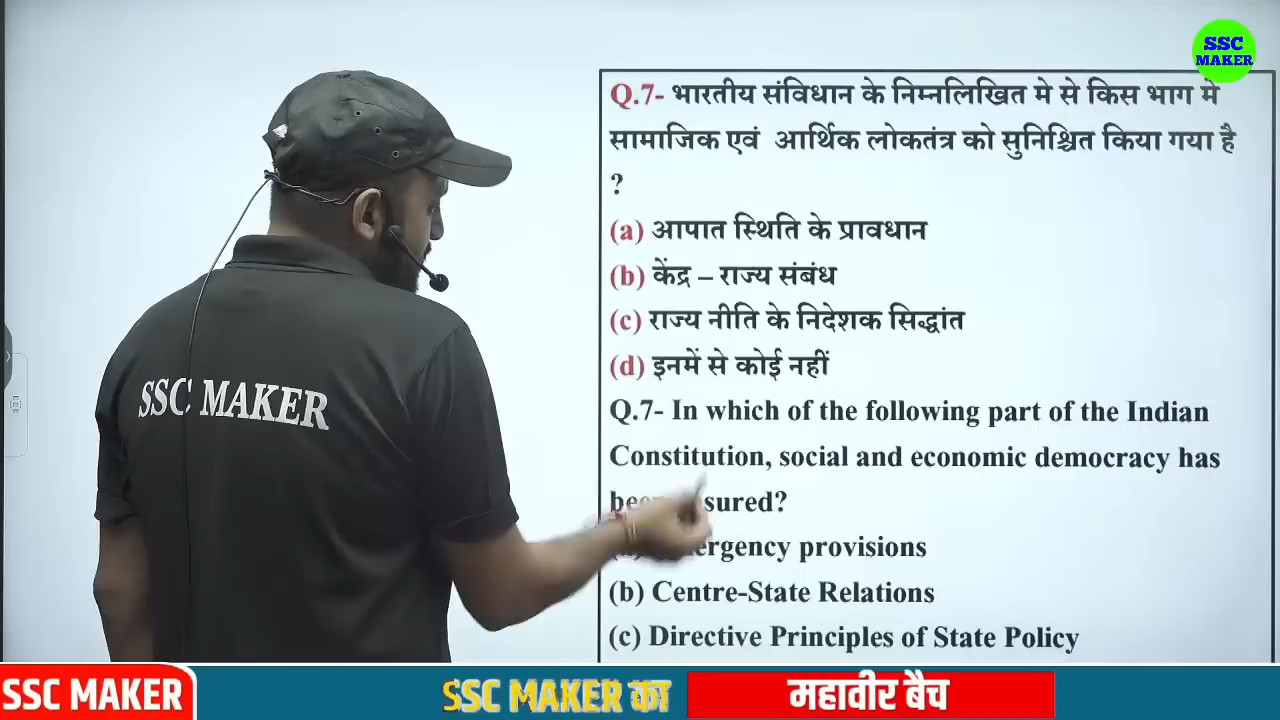 SSC
MAKER
Q.7- भारतीय संविधान के निम्नलिखित मे से किस भाग मे
सामाजिक एवं आर्थिक लोकतंत्र को सुनिश्चित किया गया है
?
(a) आपात स्थिति के प्रावधान
(b) केंद्र – राज्य संबंध
(c) राज्य नीति के निदेशक सिद्धांत
(d) इनमें से कोई नहीं
Q.7- In which of the following part of the Indian
Constitution, social and economic democracy has
provisions
(b) Centre-State Relations
(c) Directive Principles of State Policy
SSC MAKER
SSC MAKER
SSC MAKER का
महावीर बैच